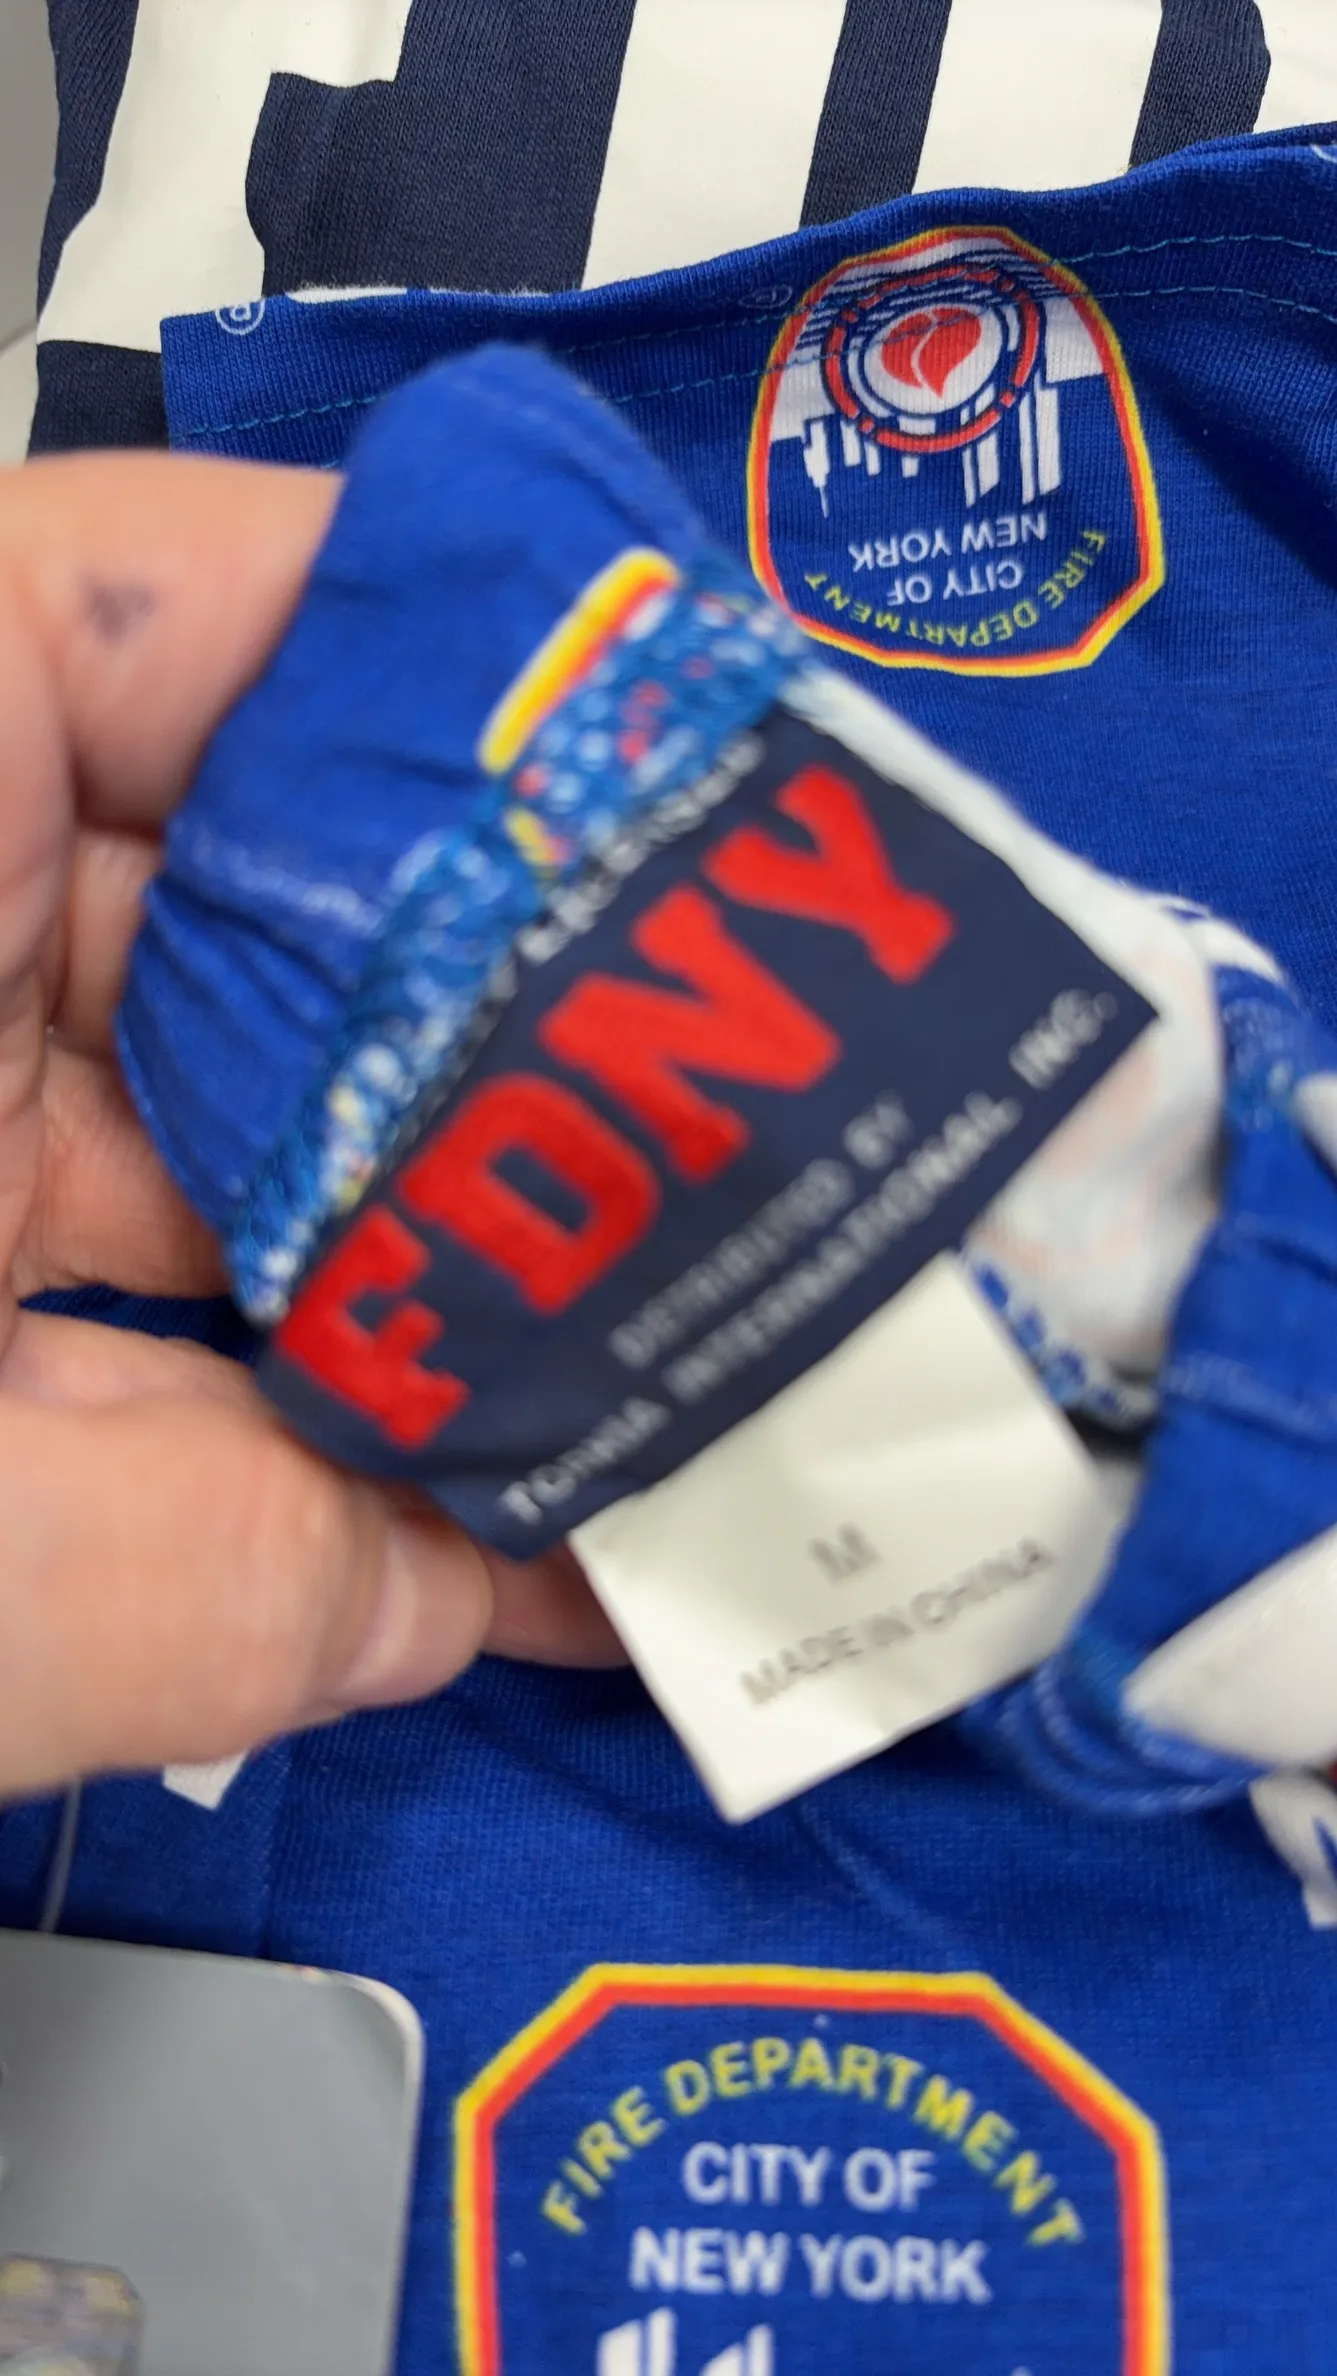 ®
FIRE DEPARTMENT
CITY OF
NEW YORK
FDNY
DISTRIBUTED BY
TORRIA INTERNATIONAL INC.
M
MADE IN CHINA
FIRE DEPARTMENT
CITY OF
NEW YORK